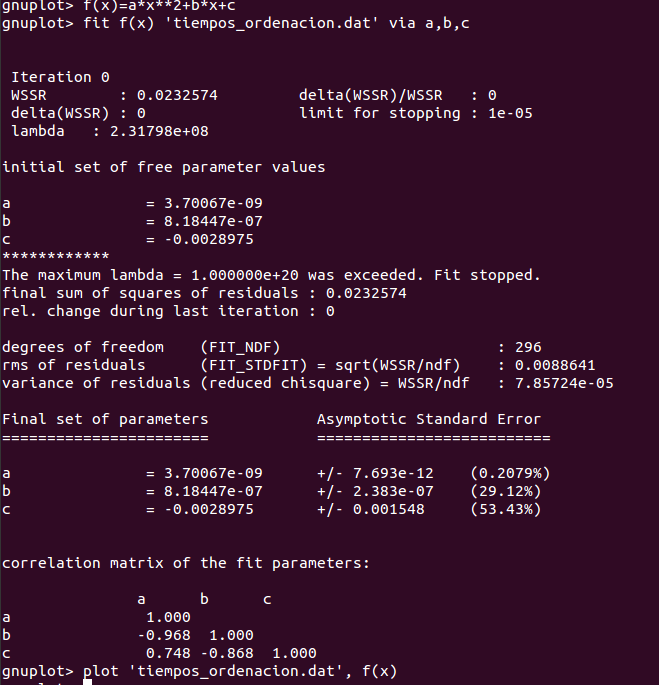 gnuplot> f(x)=a*x**2+b*x+c
gnuplot> fit f(x) 'tiempos_ordenacion.dat' via a,b,c
Iteration 0
WSSR : 0.0232574 delta(WSSR)/WSSR : 0
delta(WSSR) : 0 limit for stopping : 1e-05
lambda : 2.31798e+08
initial set of free parameter values
a = 3.70067e-09
b = 8.18447e-07
c = -0.0028975
************
The maximum lambda = 1.000000e+20 was exceeded. Fit stopped.
final sum of squares of residuals : 0.0232574
rel. change during last iteration : 0
degrees of freedom (FIT_NDF) : 296
rms of residuals (FIT_STDFIT) = sqrt(WSSR/ndf) : 0.0088641
variance of residuals (reduced chisquare) = WSSR/ndf : 7.85724e-05
Final set of parameters Asymptotic Standard Error
======================= ==========================
a = 3.70067e-09 +/- 7.693e-12 (0.2079%)
b = 8.18447e-07 +/- 2.383e-07 (29.12%)
c = -0.0028975 +/- 0.001548 (53.43%)
correlation matrix of the fit parameters:
a b c
a 1.000
b -0.968 1.000
c 0.748 -0.868 1.000
gnuplot> plot 'tiempos_ordenacion.dat', f(x)